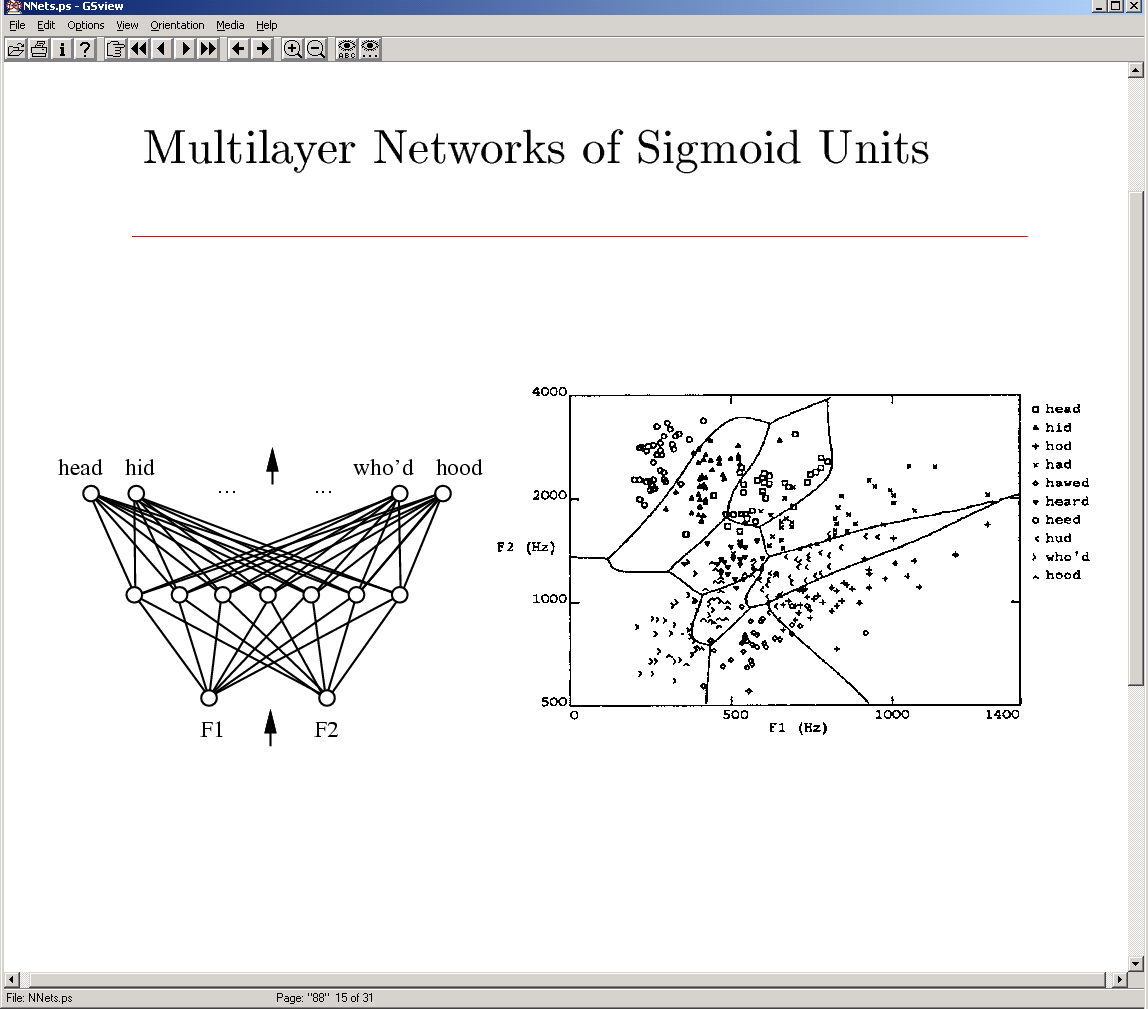 NNets.ps - GSview
File Edit Options View Orientation Media Help
ABC
Multilayer Networks of Sigmoid Units
head hid ... ... who'd hood
F1 F2
4000
2000
F2 (Hz)
1000
500
0 500 1000 1400
F1 (Hz)
head
hid
hod
had
hawed
heard
heed
hud
who'd
hood
File: NNets.ps Page: "88" 15 of 31